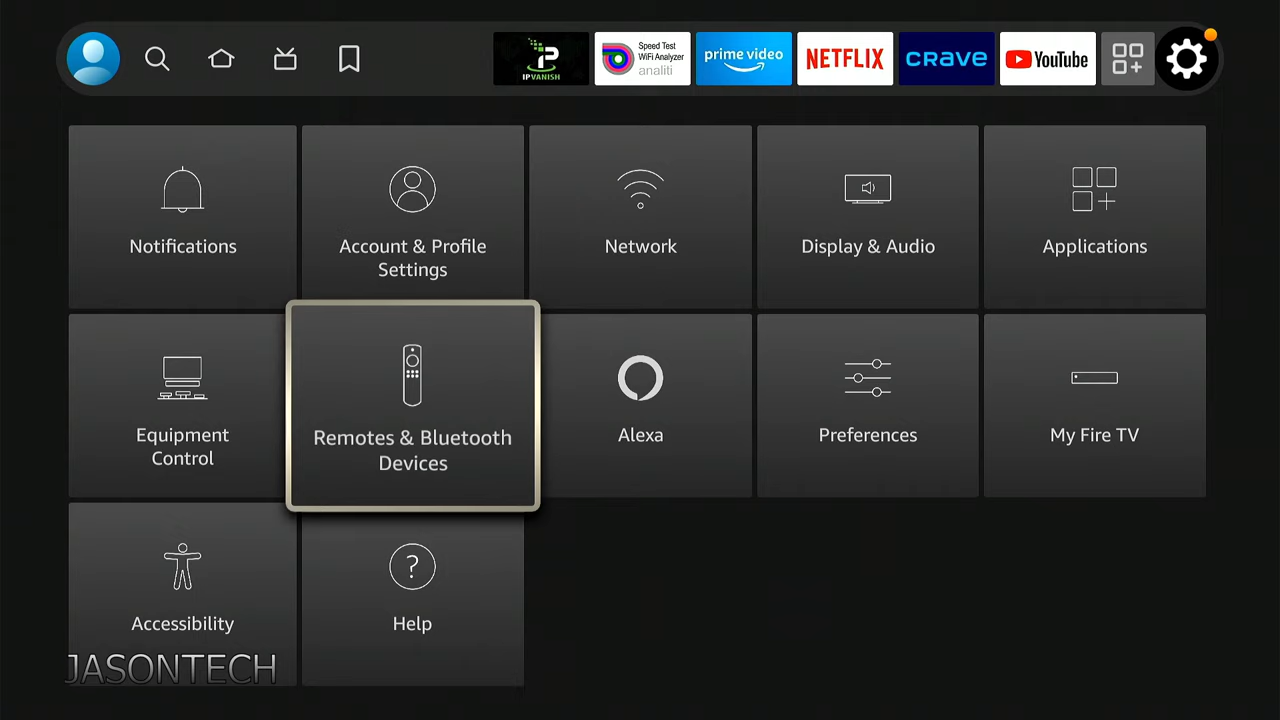 IPVANISH
Speed Test
WiFi Analyzer
analiti
prime video
NETFLIX
CRAVE
YouTube
Notifications
Account & Profile
Settings
Network
Display & Audio
Applications
Equipment
Control
Remotes & Bluetooth
Devices
Alexa
Preferences
My Fire TV
Accessibility
Help
?
JASONTECH